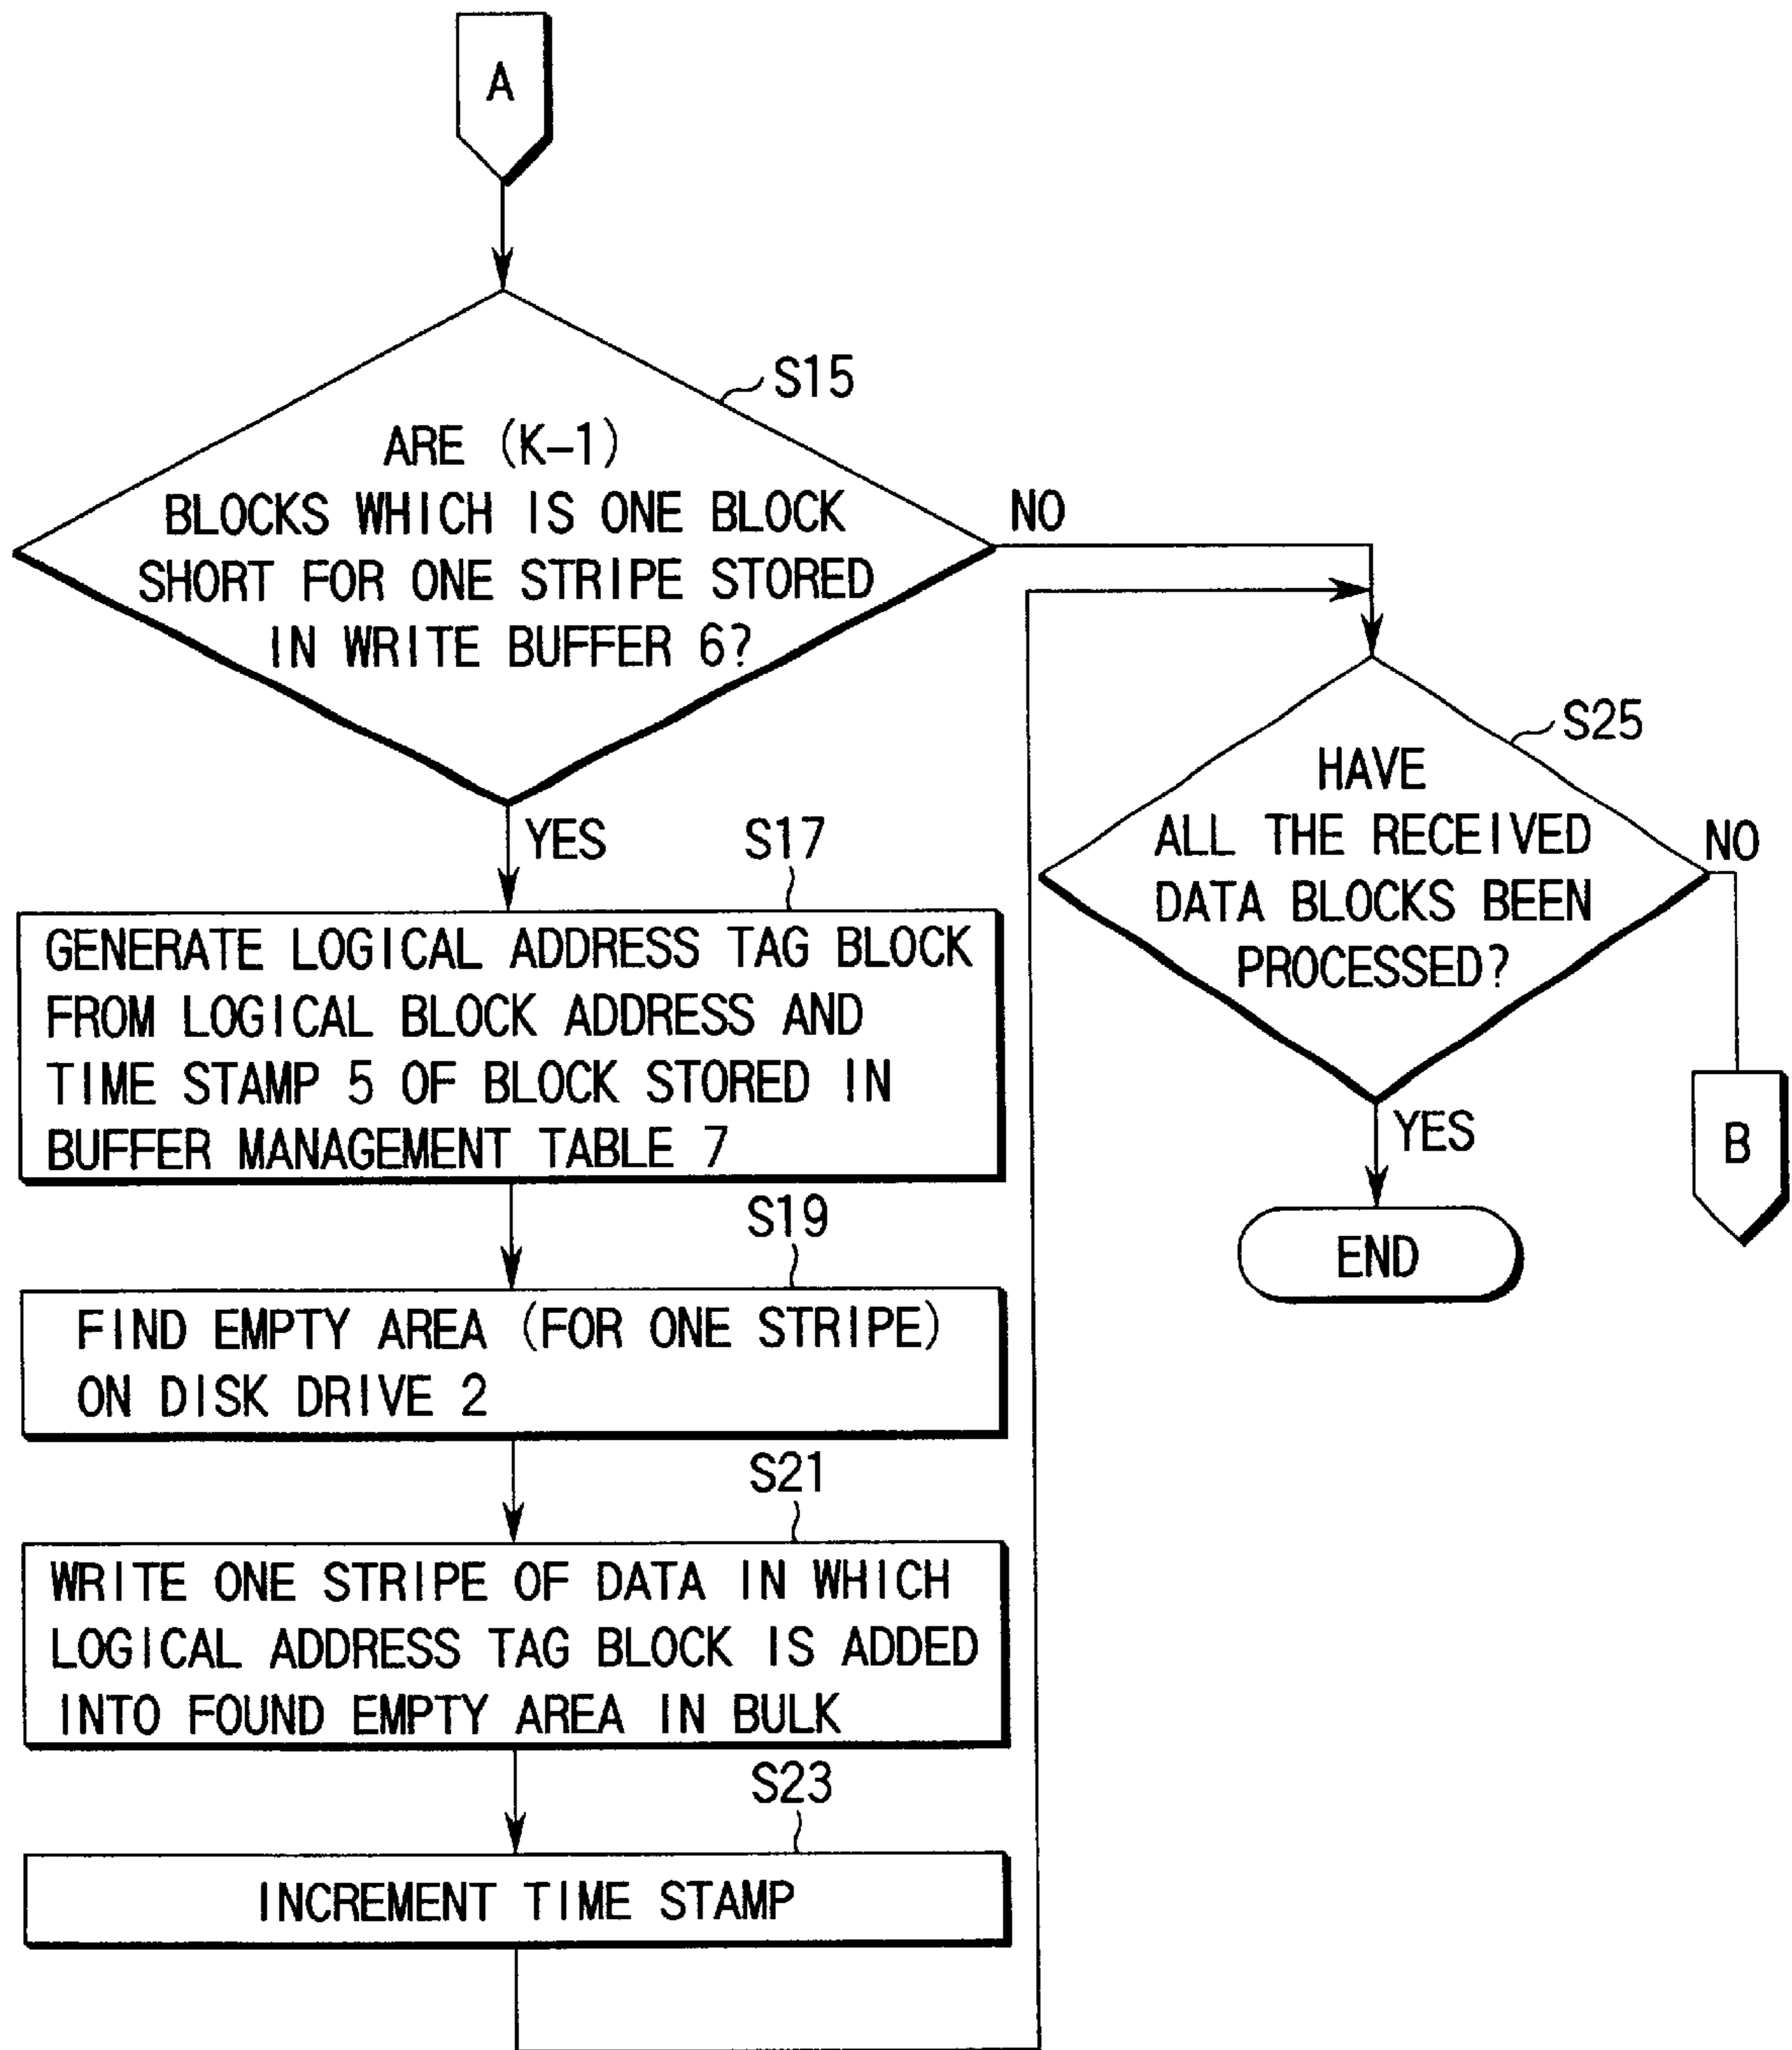 A
S15
ARE (K-1)
BLOCKS WHICH IS ONE BLOCK
SHORT FOR ONE STRIPE STORED
IN WRITE BUFFER 6?
NO
YES
S17
GENERATE LOGICAL ADDRESS TAG BLOCK
FROM LOGICAL BLOCK ADDRESS AND
TIME STAMP 5 OF BLOCK STORED IN
BUFFER MANAGEMENT TABLE 7
S19
FIND EMPTY AREA (FOR ONE STRIPE)
ON DISK DRIVE 2
S21
WRITE ONE STRIPE OF DATA IN WHICH
LOGICAL ADDRESS TAG BLOCK IS ADDED
INTO FOUND EMPTY AREA IN BULK
S23
INCREMENT TIME STAMP
S25
HAVE
ALL THE RECEIVED
DATA BLOCKS BEEN
PROCESSED?
NO
B
YES
END